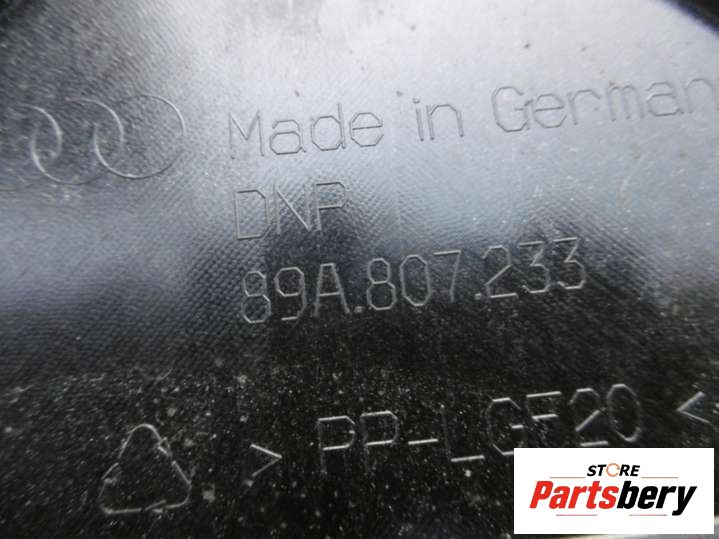 Made in German
DNP
89A.807.233
> PP-LGF20 <
STORE
Partsbery